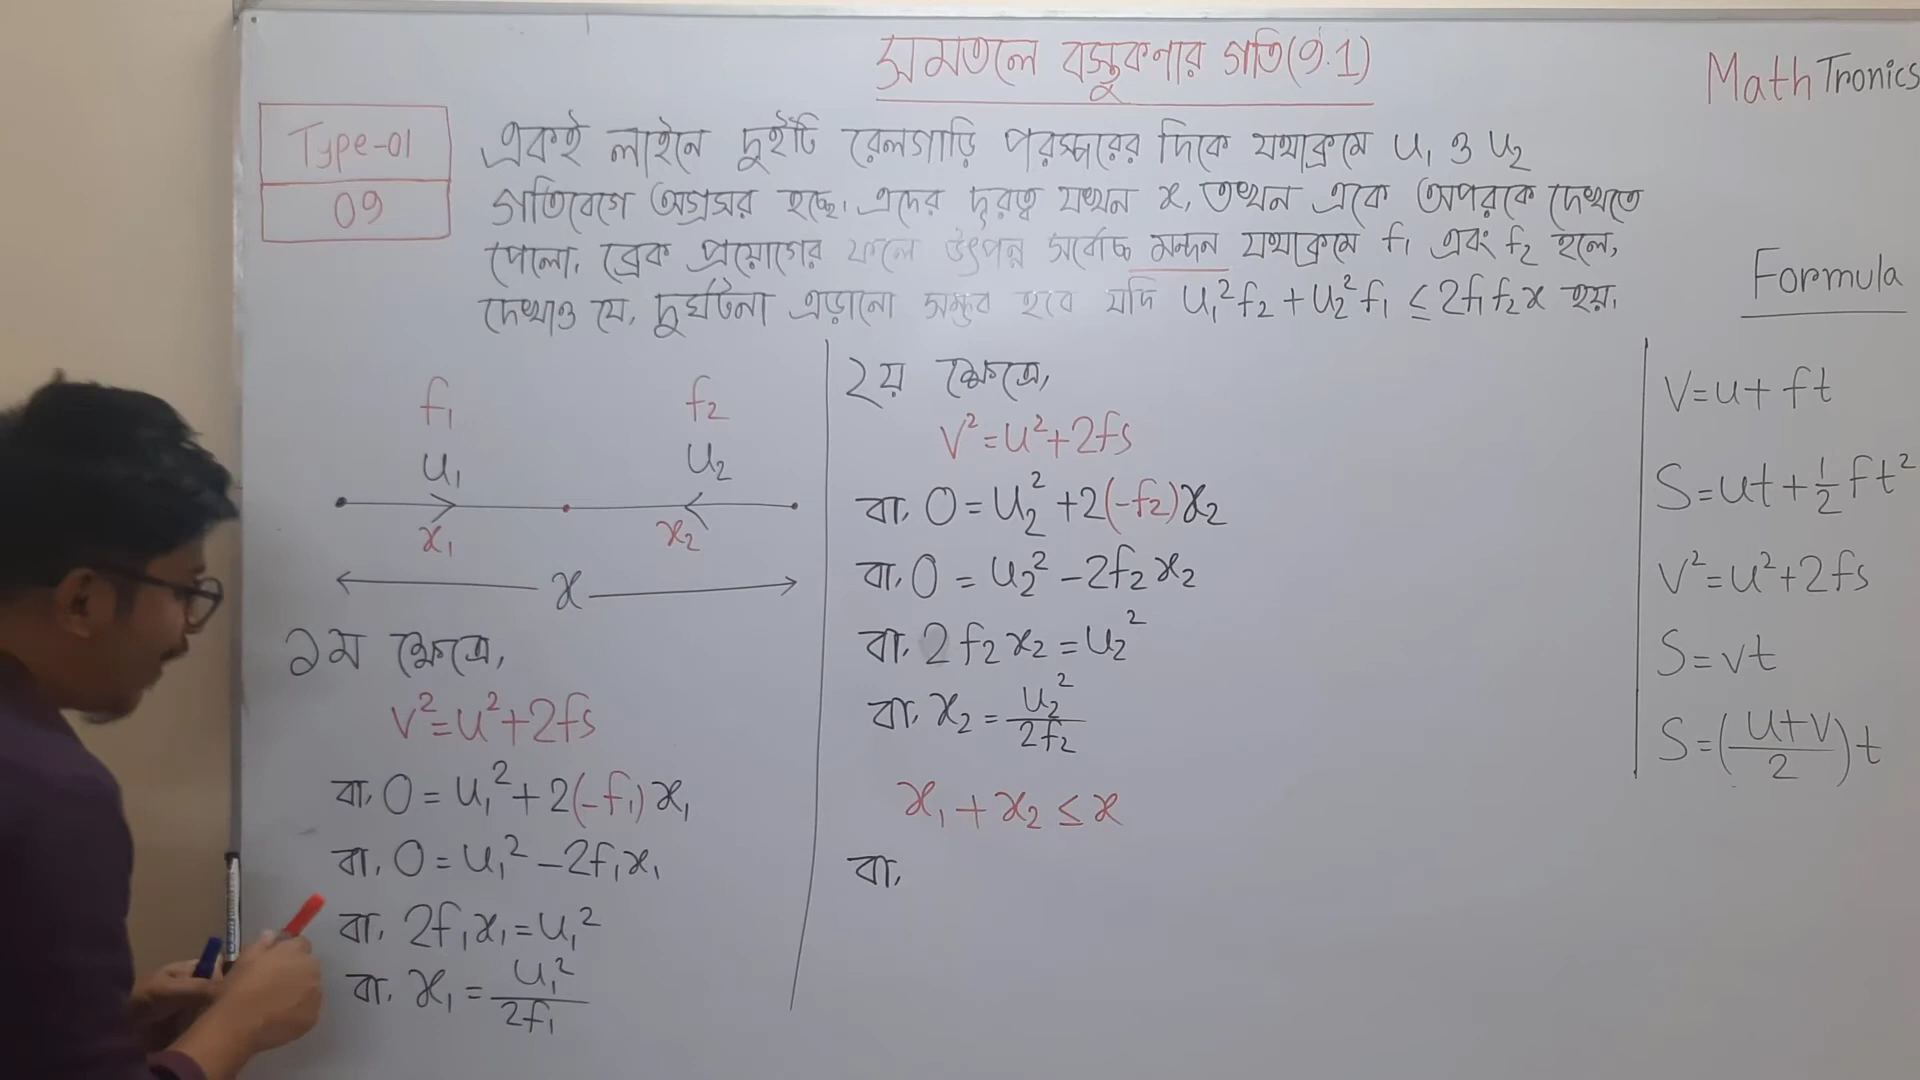 সমতলে বস্তুকণার গতি(9.1)
MathTronics
Type-01
09
একই লাইনে দুইটি রেলগাড়ি পরস্পরের দিকে যথাক্রমে u₁ ও u₂
গতিবেগে অগ্রসর হচ্ছে। এদের দূরত্ব যখন x, তখন একে অপরকে দেখতে
পেলো। ব্রেক প্রয়োগের ফলে উৎপন্ন সর্বোচ্চ মন্দন যথাক্রমে f₁ এবং f₂ হলে,
দেখাও যে, দুর্ঘটনা এড়ানো সম্ভব হবে যদি u₁²f₂ + u₂²f₁ ≤ 2f₁f₂x হয়।
f₁ f₂
u₁ u₂
x₁ x₂
x
১ম ক্ষেত্রে,
v² = u² + 2fs
বা, 0 = u₁² + 2(-f₁)x₁
বা, 0 = u₁² - 2f₁x₁
বা, 2f₁x₁ = u₁²
বা, x₁ = u₁²/2f₁
২য় ক্ষেত্রে,
v² = u² + 2fs
বা, 0 = u₂² + 2(-f₂)x₂
বা, 0 = u₂² - 2f₂x₂
বা, 2f₂x₂ = u₂²
বা, x₂ = u₂²/2f₂
x₁ + x₂ ≤ x
বা,
Formula
v = u + ft
S = ut + ½ft²
v² = u² + 2fs
S = vt
S = (u+v/2)t